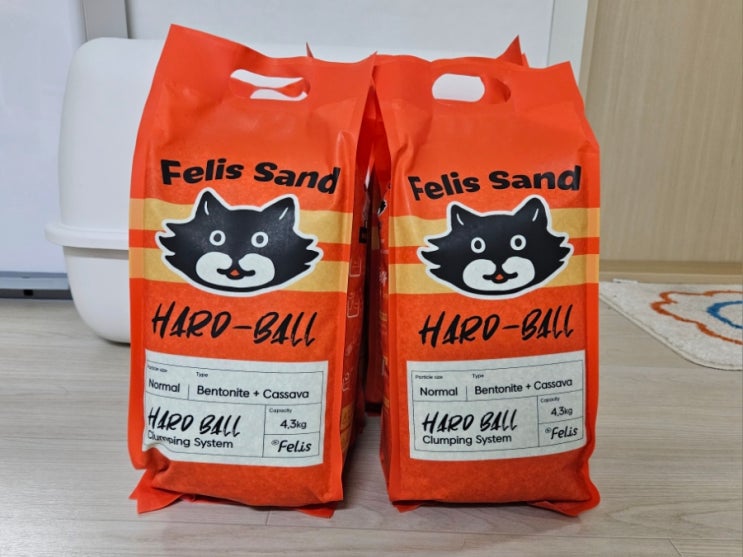 Felis Sand
HARD-BALL
Particle size
Type
Normal
Bentonite + Cassava
HARD BALL
Clumping System
Capacity
4,3kg
Felis
Felis Sand
HARD-BALL
Particle size
Type
Normal
Bentonite + Cassava
HARD BALL
Clumping System
Capacity
4,3kg
Felis